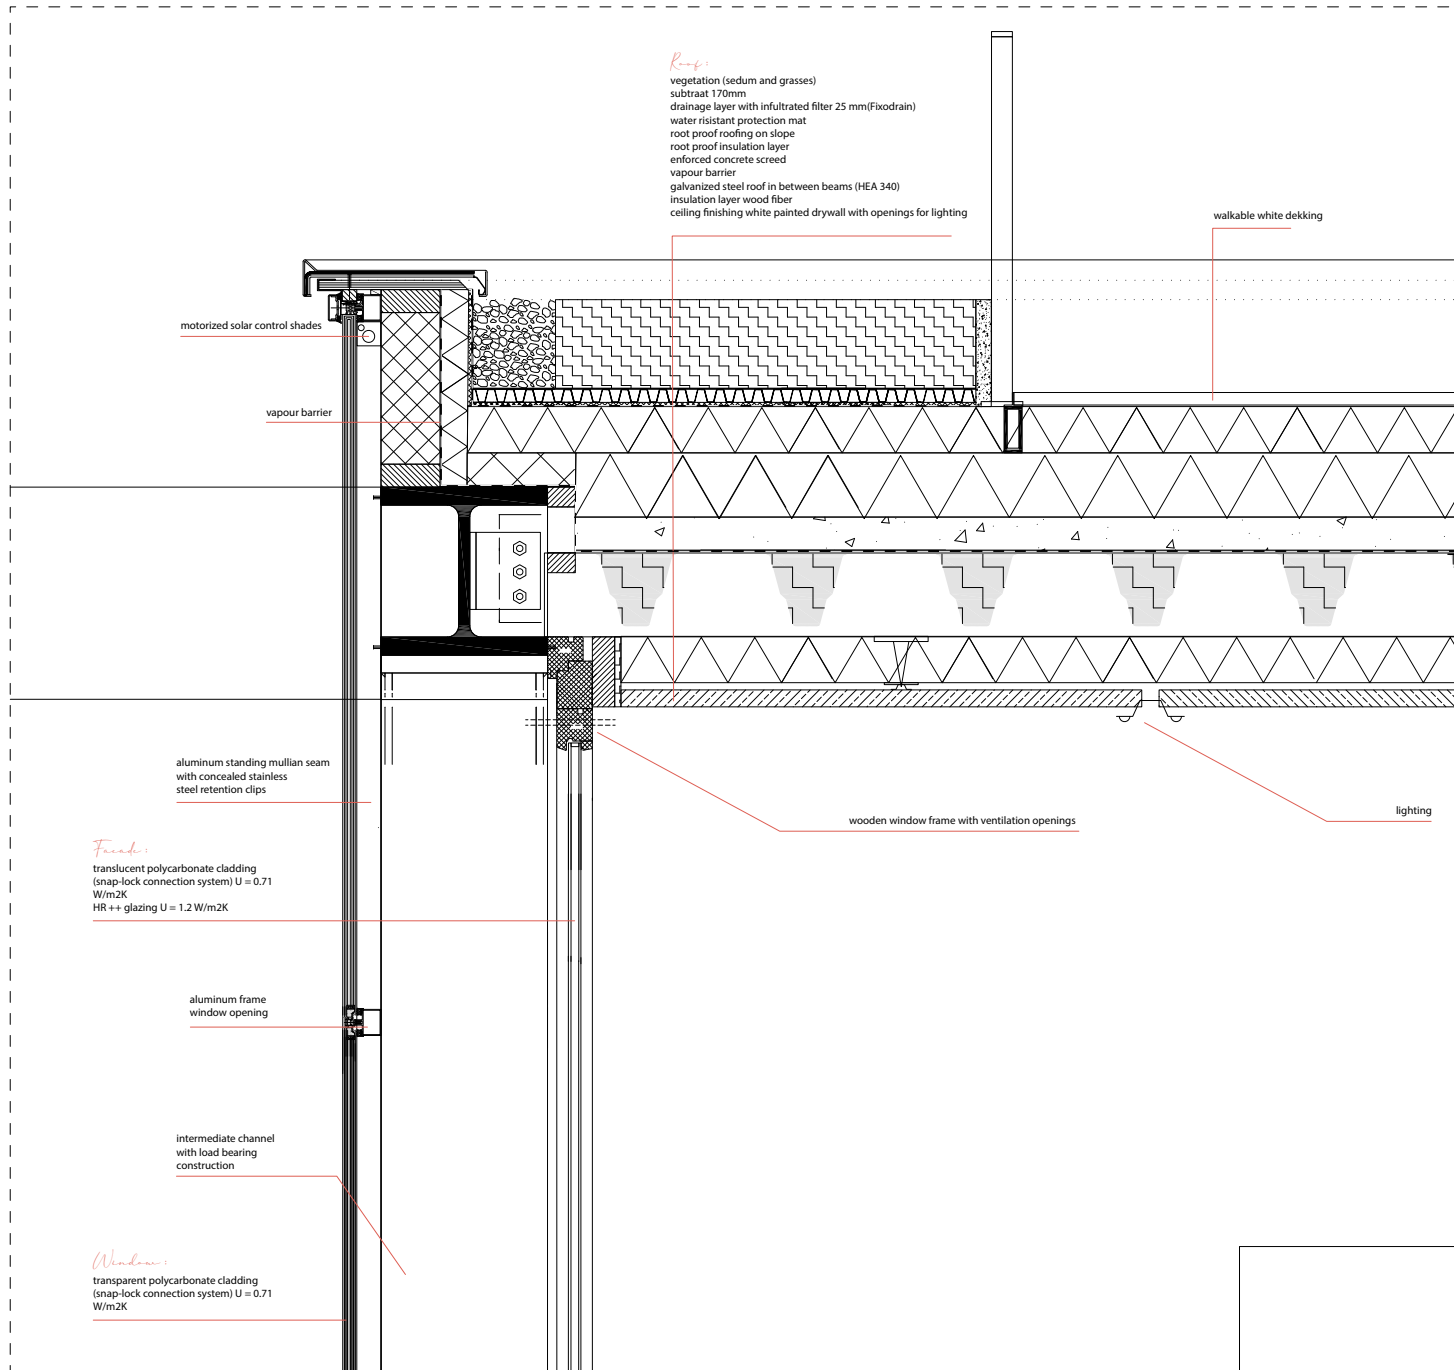 Roof:
vegetation (sedum and grasses)
subtraat 170mm
drainage layer with infultrated filter 25 mm(Fixodrain)
water risistant protection mat
root proof roofing on slope
root proof insulation layer
enforced concrete screed
vapour barrier
galvanized steel roof in between beams (HEA 340)
insulation layer wood fiber
ceiling finishing white painted drywall with openings for lighting
walkable white dekking
motorized solar control shades
vapour barrier
aluminum standing mullian seam
with concealed stainless
steel retention clips
wooden window frame with ventilation openings
lighting
Facade:
translucent polycarbonate cladding
(snap-lock connection system) U = 0.71
W/m2K
HR ++ glazing U = 1.2 W/m2K
aluminum frame
window opening
intermediate channel
with load bearing
construction
Window:
transparent polycarbonate cladding
(snap-lock connection system) U = 0.71
W/m2K